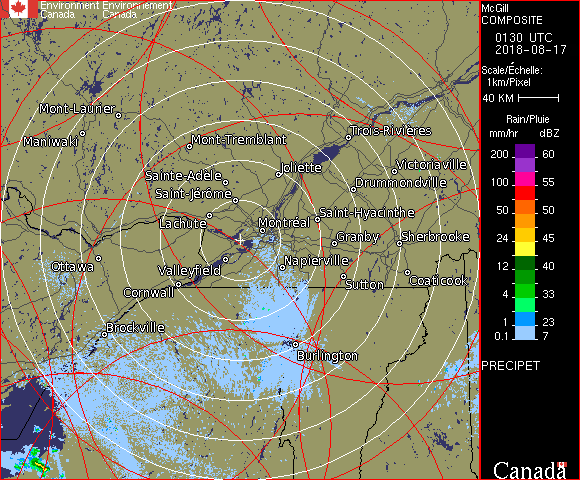 Environment Environnement
Canada Canada
McGill
COMPOSITE
0130 UTC
2018-08-17
Scale/Échelle:
1km/Pixel
40 KM
Rain/Pluie
mm/hr dBZ
200 60
150 57
100 55
50 50
24 45
12 40
4 33
1 23
0.1 7
PRECIPET
Canada
Mont-Laurier
Maniwaki
Mont-Tremblant
Trois-Rivières
Joliette
Victoriaville
Sainte-Adèle
Drummondville
Saint-Jérôme
Lachute
Saint-Hyacinthe
Montréal
Granby
Sherbrooke
Ottawa
Valleyfield
Napierville
Cornwall
Sutton
Coaticook
Brockville
Burlington